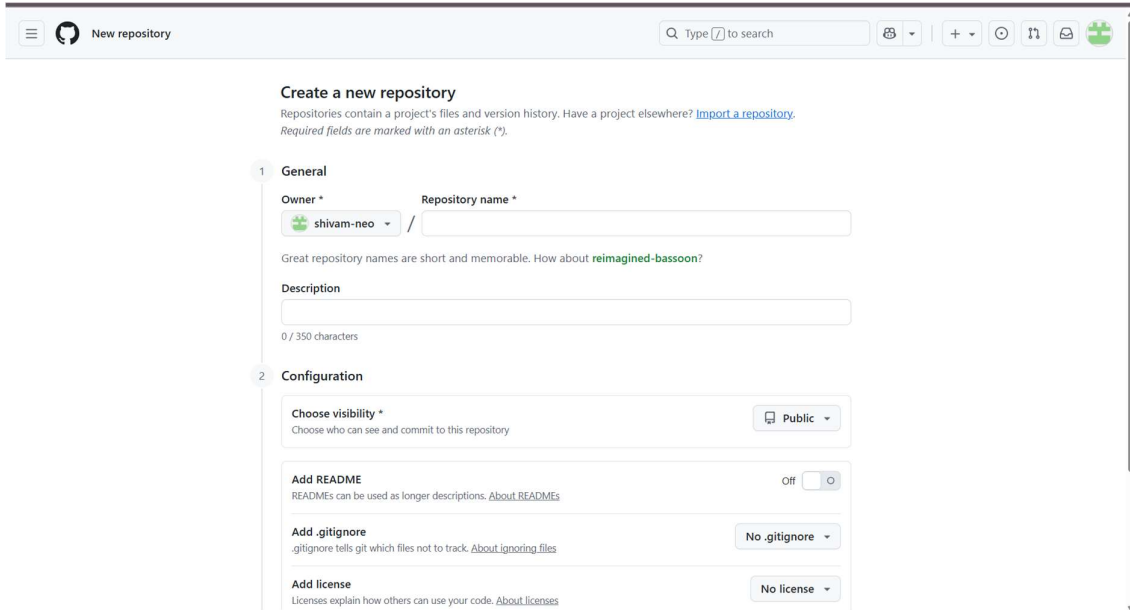 New repository
Type / to search
Create a new repository
Repositories contain a project's files and version history. Have a project elsewhere? Import a repository.
Required fields are marked with an asterisk (*).
1 General
Owner * Repository name *
shivam-neo /
Great repository names are short and memorable. How about reimagined-bassoon?
Description
0 / 350 characters
2 Configuration
Choose visibility *
Public
Choose who can see and commit to this repository
Add README
Off
READMEs can be used as longer descriptions. About READMEs
Add .gitignore
No .gitignore
.gitignore tells git which files not to track. About ignoring files
Add license
No license
Licenses explain how others can use your code. About licenses